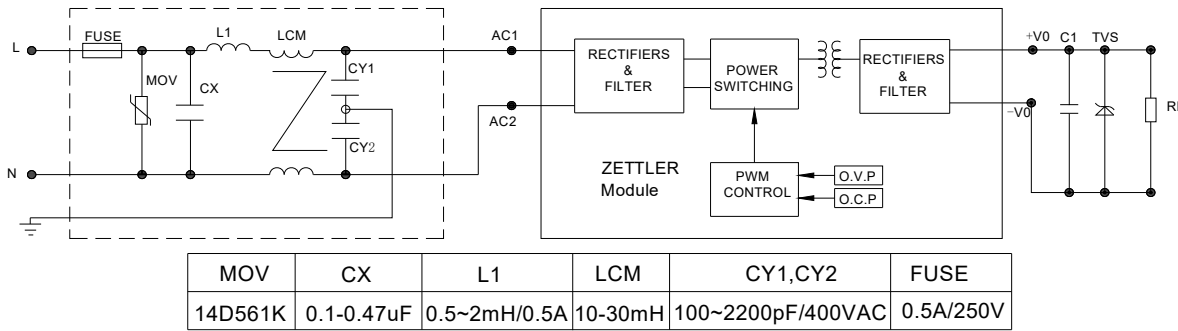 FUSE
L1
LCM
L
MOV
CX
CY1
CY2
N
AC1
AC2
RECTIFIERS
&
FILTER
POWER
SWITCHING
RECTIFIERS
&
FILTER
ZETTLER
Module
PWM
CONTROL
O.V.P
O.C.P
+V0
C1
TVS
-V0
MOV CX L1 LCM CY1,CY2 FUSE
14D561K 0.1-0.47uF 0.5~2mH/0.5A 10-30mH 100~2200pF/400VAC 0.5A/250V